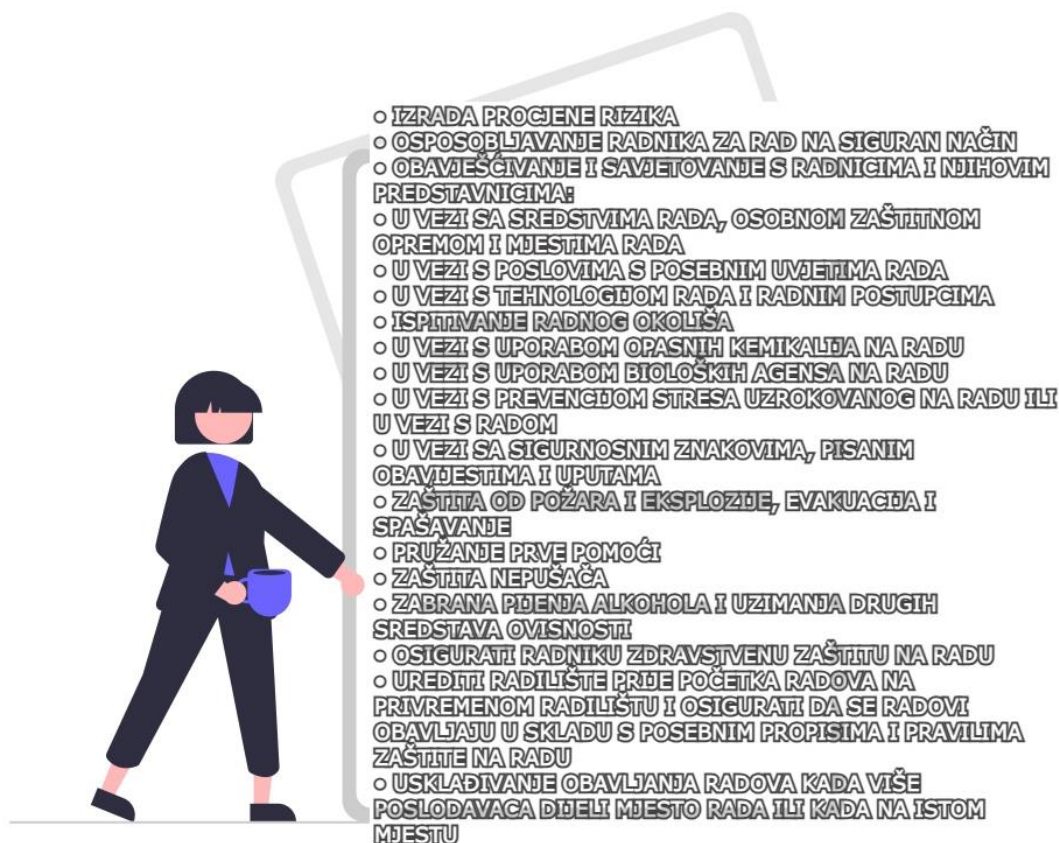 • IZRADA PROCJENE RIZIKA
• OSPOSOBLJAVANJE RADNIKA ZA RAD NA SIGURAN NAČIN
• OBAVJEŠĆIVANJE I SAVJETOVANJE S RADNICIMA I NJIHOVIM
PREDSTAVNICIMA:
• U VEZI SA SREDSTVIMA RADA, OSOBNOM ZAŠTITNOM
OPREMOM I MJESTIMA RADA
• U VEZI S POSLOVIMA S POSEBNIM UVJETIMA RADA
• U VEZI S TEHNOLOGIJOM RADA I RADNIM POSTUPCIMA
• ISPITIVANJE RADNOG OKOLIŠA
• U VEZI S UPORABOM OPASNIH KEMIKALIJA NA RADU
• U VEZI S UPORABOM BIOLOŠKIH AGENSA NA RADU
• U VEZI S PREVENCIJOM STRESA UZROKOVANOG NA RADU ILI
U VEZI S RADOM
• U VEZI SA SIGURNOSNIM ZNAKOVIMA, PISANIM
OBAVIJESTIMA I UPUTAMA
• ZAŠTITA OD POŽARA I EKSPLOZIJE, EVAKUACIJA I
SPAŠAVANJE
• PRUŽANJE PRVE POMOĆI
• ZAŠTITA NEPUŠAČA
• ZABRANA PIJENJA ALKOHOLA I UZIMANJA DRUGIH
SREDSTAVA OVISNOSTI
• OSIGURATI RADNIKU ZDRAVSTVENU ZAŠTITU NA RADU
• UREDITI RADILIŠTE PRIJE POČETKA RADOVA NA
PRIVREMENOM RADILIŠTU I OSIGURATI DA SE RADOVI
OBAVLJAJU U SKLADU S POSEBNIM PROPISIMA I PRAVILIMA
ZAŠTITE NA RADU
• USKLAĐIVANJE OBAVLJANJA RADOVA KADA VIŠE
POSLODAVACA DIJELI MJESTO RADA ILI KADA NA ISTOM
MJESTU